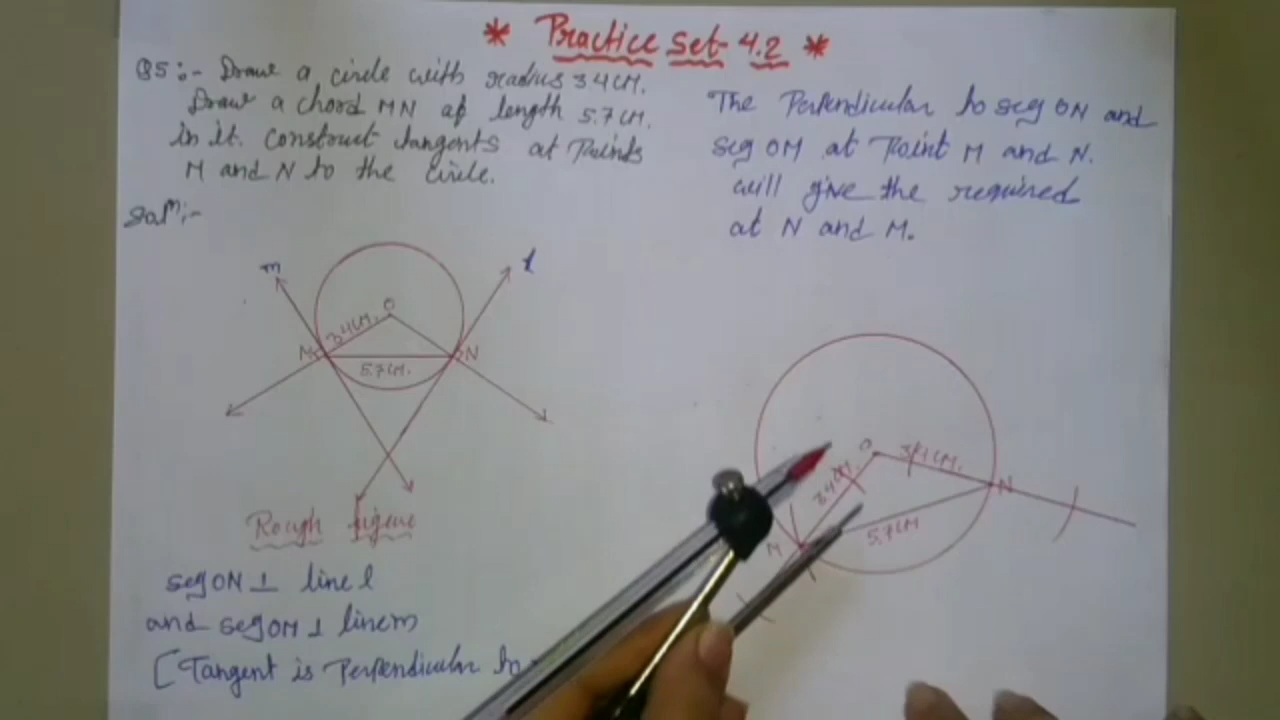 * Practice set- 4.2 *
Q5:- Draw a circle with radius 3.4 cm.
Draw a chord MN of length 5.7 cm.
in it. construct tangents at Points
M and N to the circle.
Solⁿ:-
m
l
O
3.4 cm.
M
N
5.7 cm.
Rough figure
seg ON ⊥ line l
and seg OM ⊥ line m
[Tangent is Perpendicular to
The Perpendicular to seg ON and
seg OM at Point M and N.
will give the required
at N and M.
O
3.4 cm.
3.4 cm.
N
M
5.7 cm